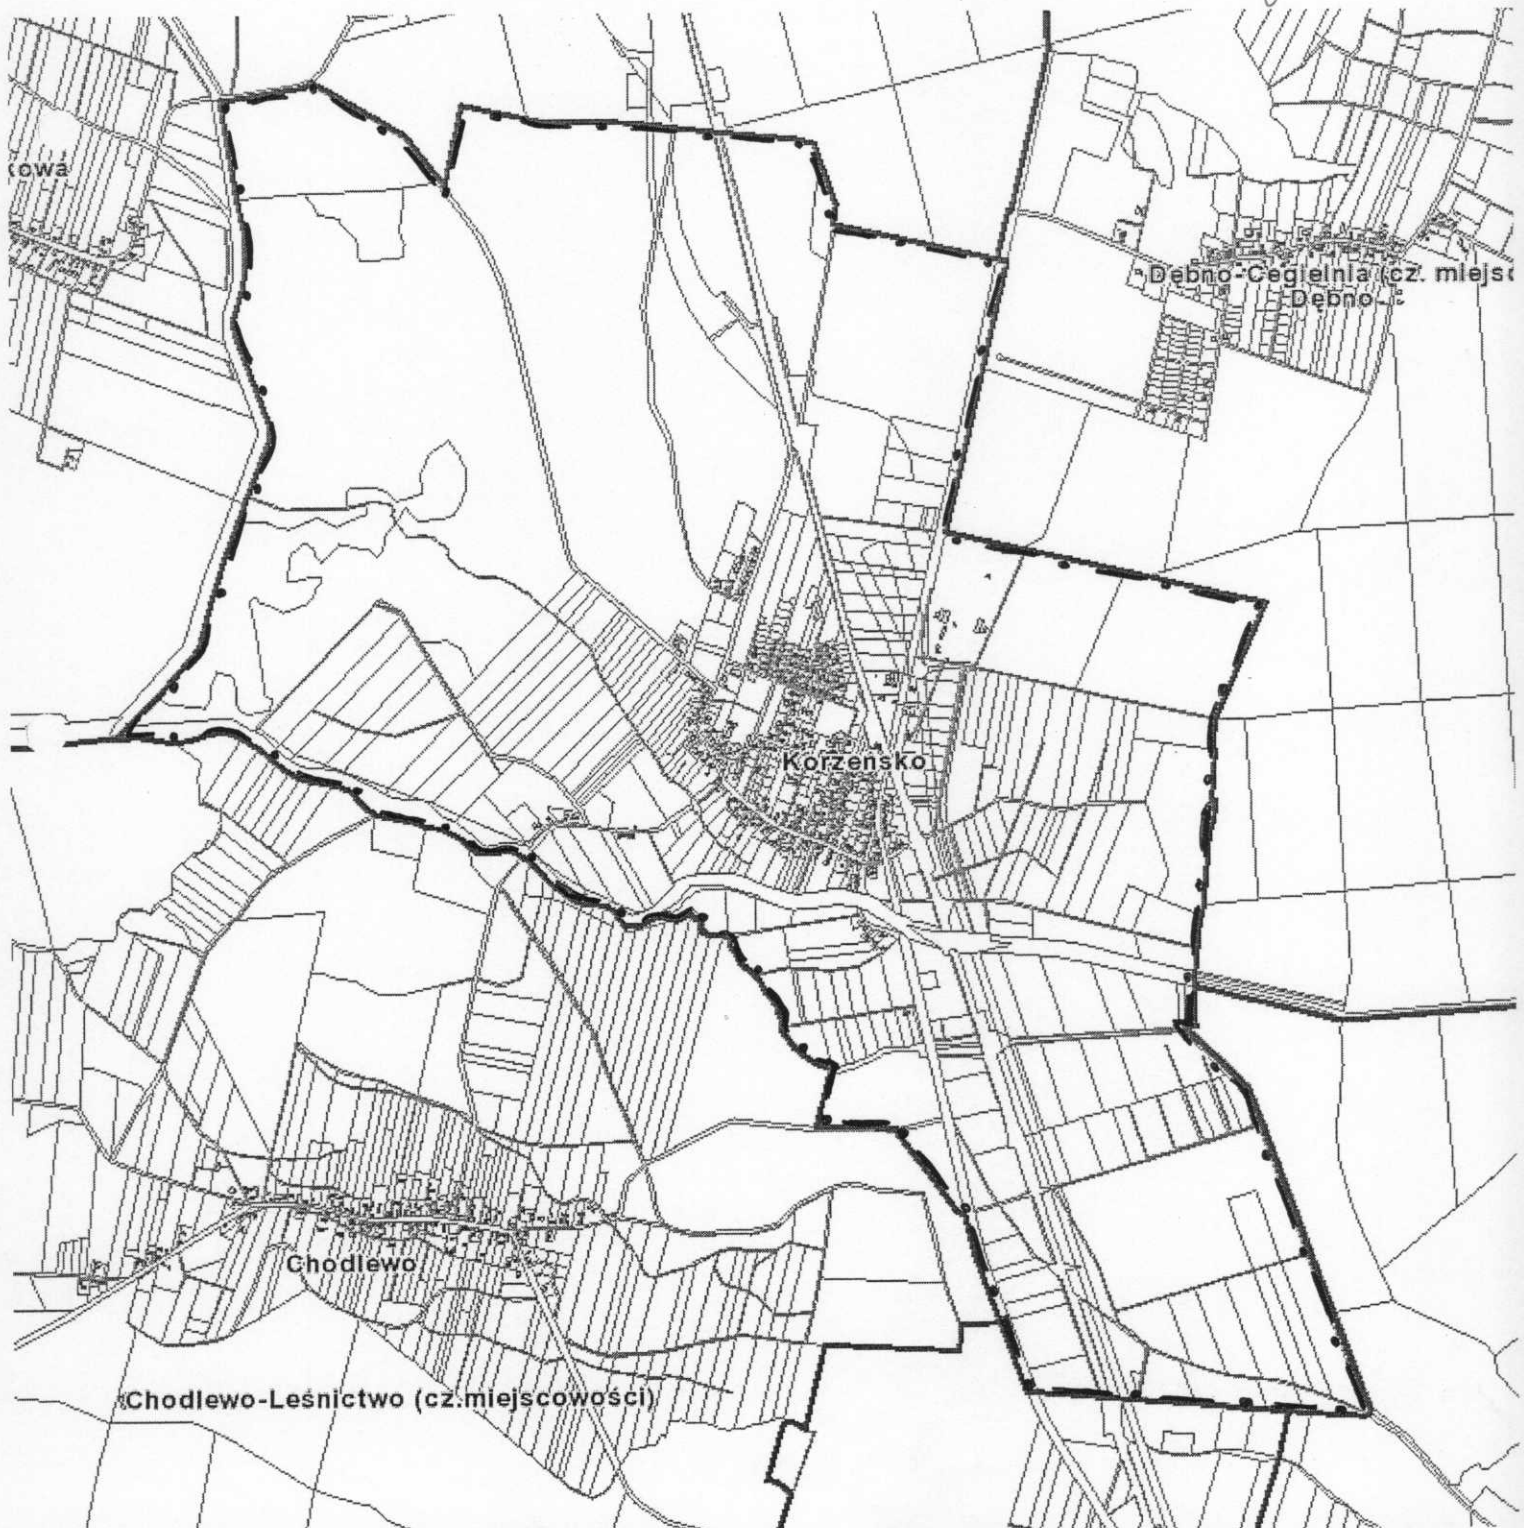 kowa
Dębno-Cegielnia (cz. miejsc
Dębno
Korzeńsko
Chodlewo
Chodlewo-Leśnictwo (cz.miejscowości)